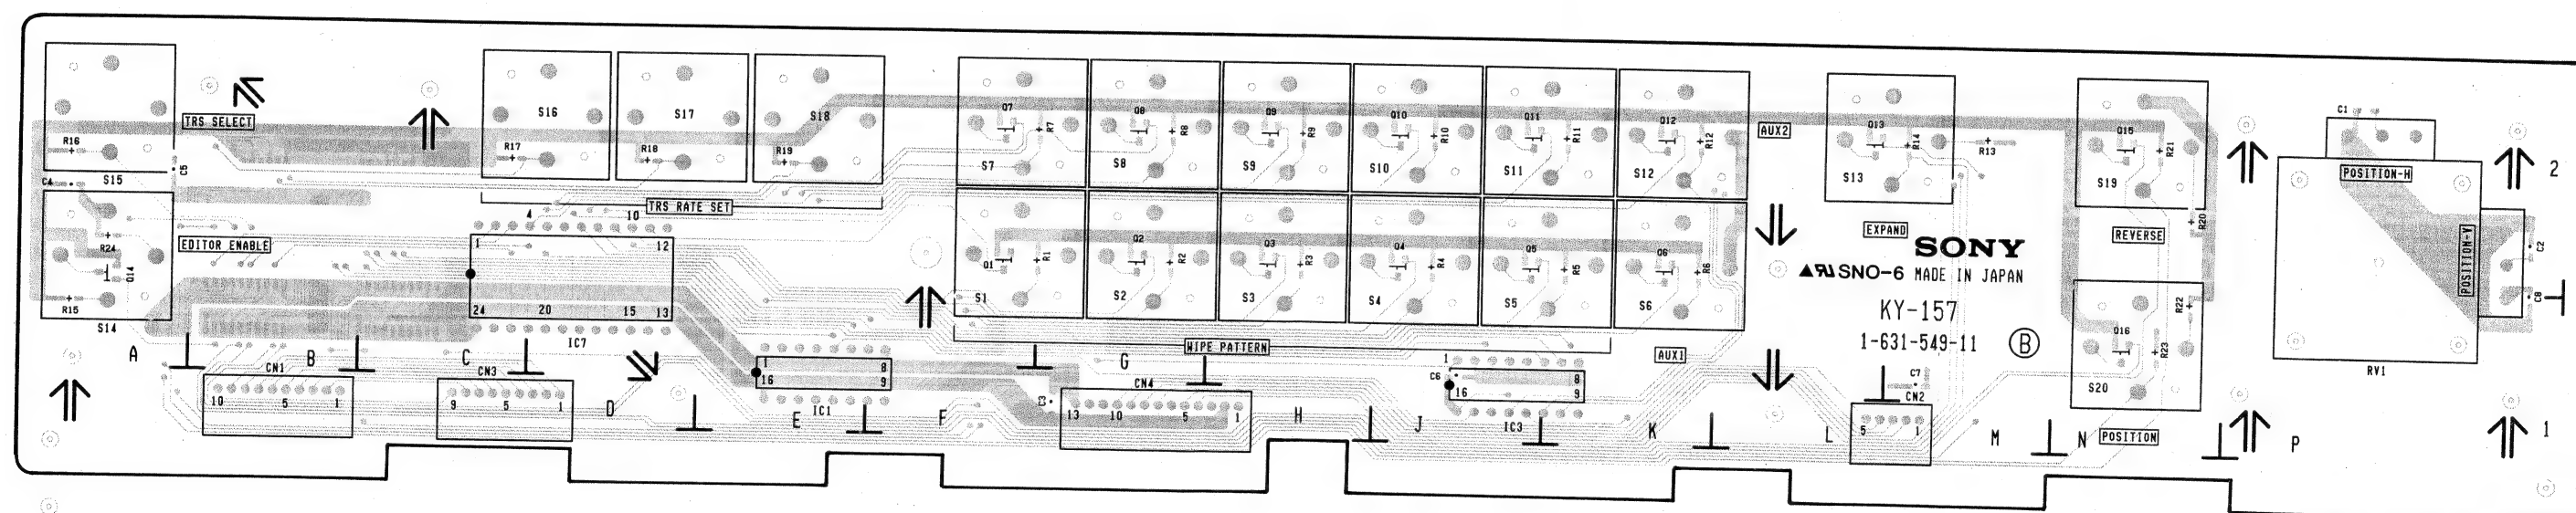 R16
S15
TRS SELECT
C4
C5
S16
R17
S17
R18
S18
R19
TRS RATE SET
Q7
R7
S7
Q8
R8
S8
Q9
R9
S9
Q10
R10
S10
Q11
R11
S11
Q12
R12
S12
AUX2
Q13
R14
S13
R13
Q15
R21
S19
R20
C1
POSITION-H
2
EDITOR ENABLE
R24
Q14
R15
S14
4
10
1
12
24
20
15
13
IC7
Q1
R1
S1
Q2
R2
S2
Q3
R3
S3
Q4
R4
S4
Q5
R5
S5
Q6
R6
S6
WIPE PATTERN
AUX1
EXPAND
SONY
SNO-6 MADE IN JAPAN
KY-157
1-631-549-11
B
REVERSE
R22
Q16
R23
S20
POSITION
POSITION-V
C2
C8
RV1
A
B
C
D
E
F
G
H
J
K
L
M
N
P
1
CN1
10
5
1
CN3
9
5
1
1
8
16
9
IC1
CN4
13
10
5
1
C6
1
8
16
9
IC3
C7
CN2
5
1